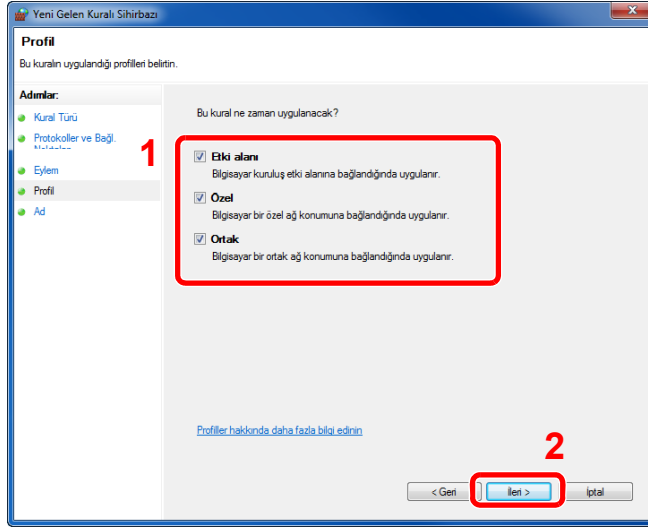 Yeni Gelen Kuralı Sihirbazı
Profil
Bu kuralın uygulandığı profilleri belirtin.
Adımlar:
Kural Türü
Protokoller ve Bağl.
Eylem
Profil
Ad
Bu kural ne zaman uygulanacak?
1
Etki alanı
Bilgisayar kuruluş etki alanına bağlandığında uygulanır.
Özel
Bilgisayar bir özel ağ konumuna bağlandığında uygulanır.
Ortak
Bilgisayar bir ortak ağ konumuna bağlandığında uygulanır.
Profiller hakkında daha fazla bilgi edinin
2
< Geri
İleri >
İptal